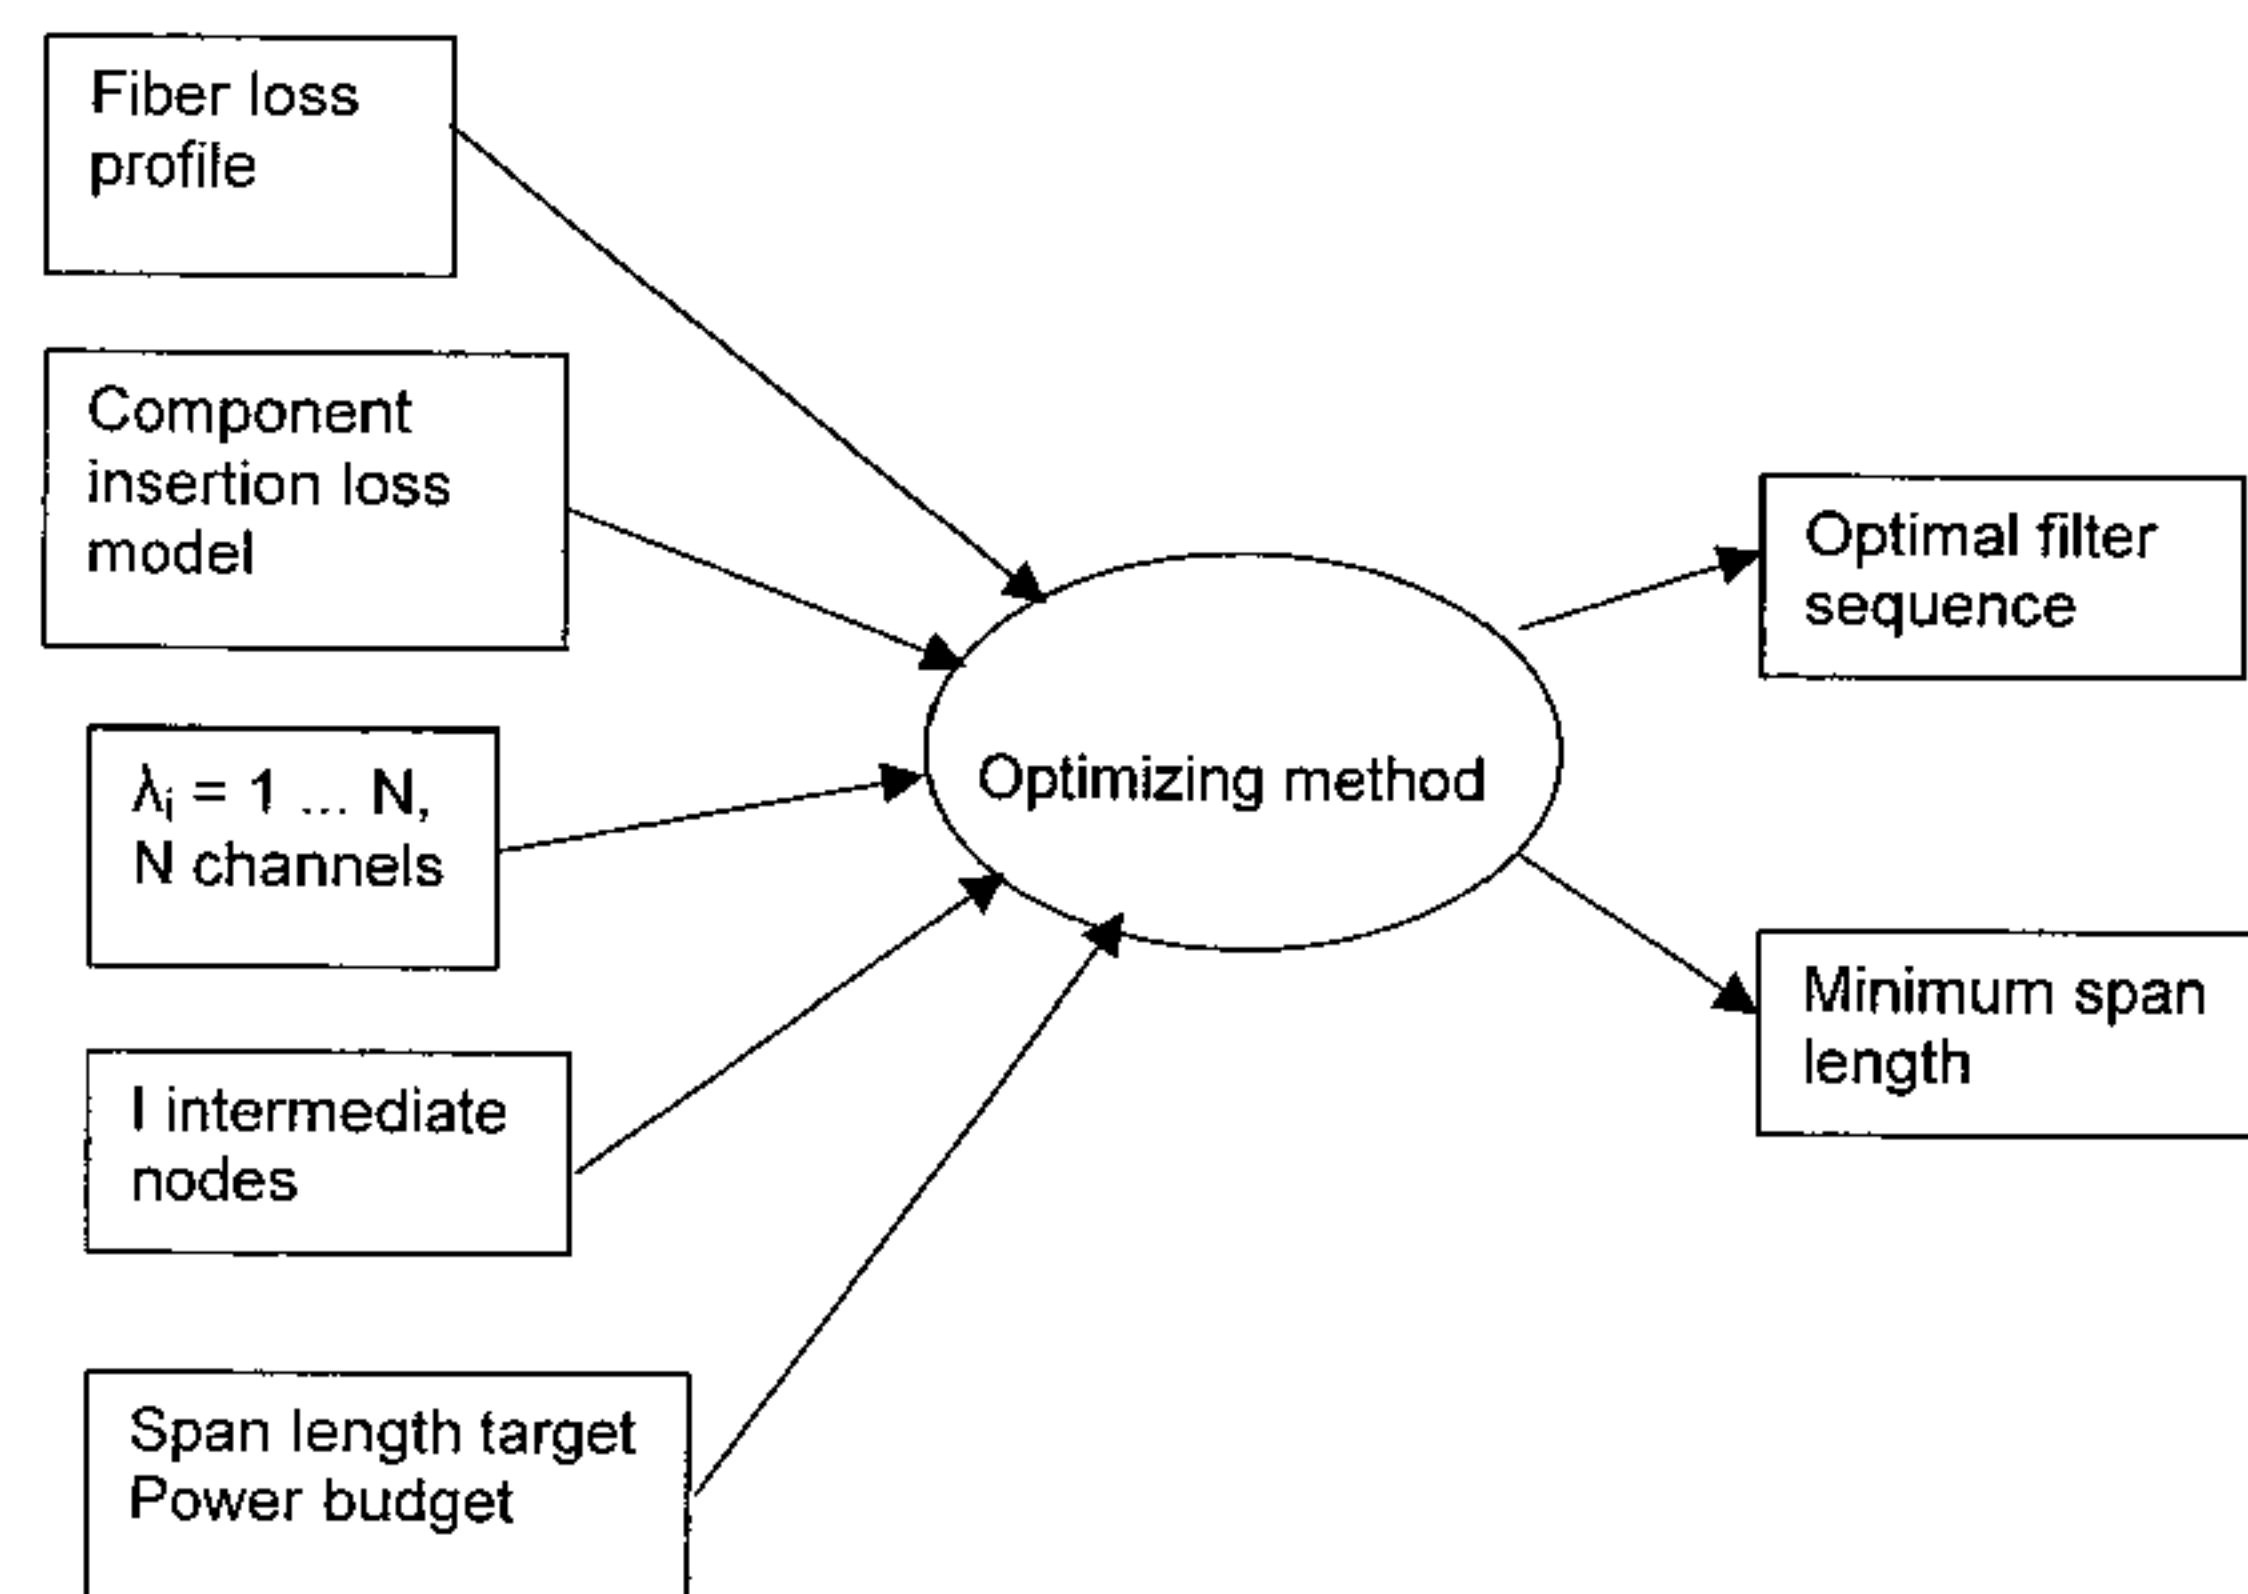 Fiber loss
profile
Component
insertion loss
model
λi = 1 ... N,
N channels
I intermediate
nodes
Span length target
Power budget
Optimizing method
Optimal filter
sequence
Minimum span
length